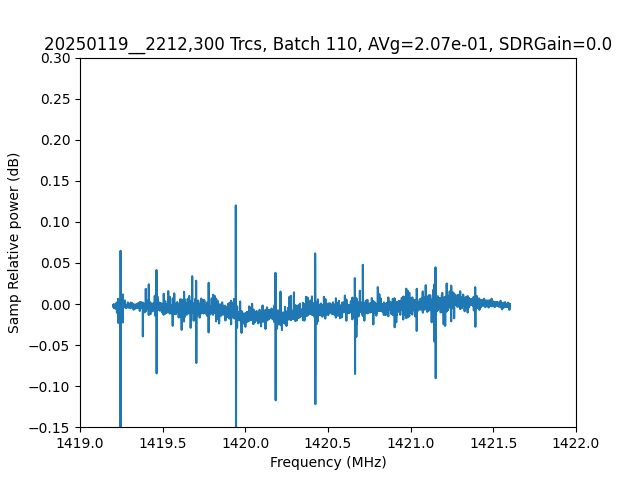 20250119__2212,300 Trcs, Batch 110, AVg=2.07e-01, SDRGain=0.0
0.30
0.25
0.20
0.15
0.10
0.05
0.00
−0.05
−0.10
−0.15
Samp Relative power (dB)
1419.0 1419.5 1420.0 1420.5 1421.0 1421.5 1422.0
Frequency (MHz)